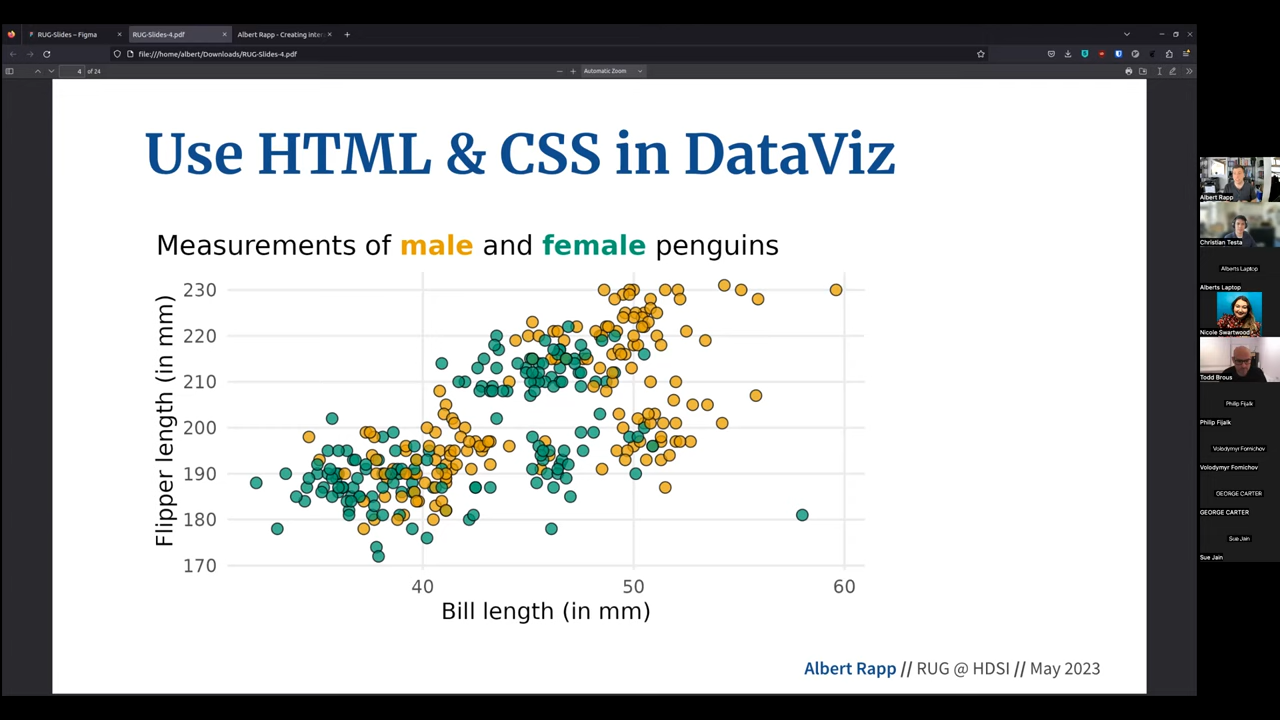 RUG-Slides – Figma
RUG-Slides-4.pdf
Albert Rapp - Creating inter
file:///home/albert/Downloads/RUG-Slides-4.pdf
4 of 24
Automatic Zoom
Use HTML & CSS in DataViz
Measurements of male and female penguins
Flipper length (in mm)
230
220
210
200
190
180
170
40 50 60
Bill length (in mm)
Albert Rapp // RUG @ HDSI // May 2023
Albert Rapp
Christian Testa
Alberts Laptop
Alberts Laptop
Nicole Swartwood
Todd Brous
Philip Fijalk
Philip Fijalk
Volodymyr Fomichov
Volodymyr Fomichov
GEORGE CARTER
GEORGE CARTER
Sue Jain
Sue Jain